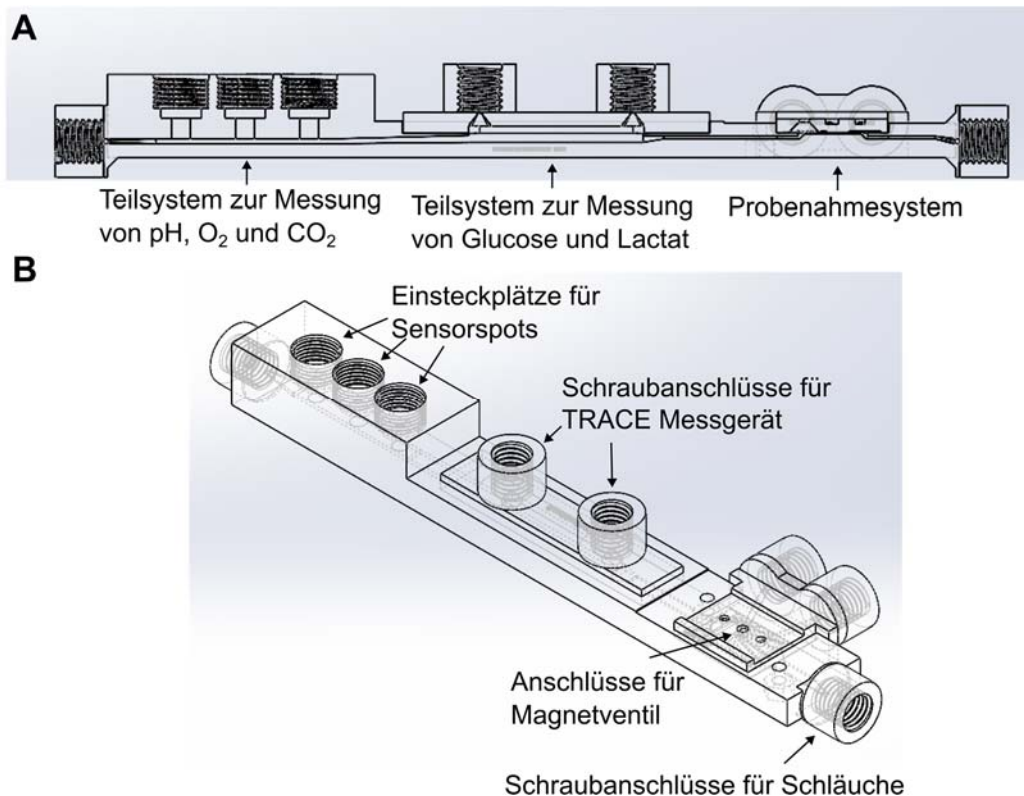 A
Teilsystem zur Messung
von pH, O₂ und CO₂
Teilsystem zur Messung
von Glucose und Lactat
Probenahmesystem
B
Einsteckplätze für
Sensorspots
Schraubanschlüsse für
TRACE Messgerät
Anschlüsse für
Magnetventil
Schraubanschlüsse für Schläuche